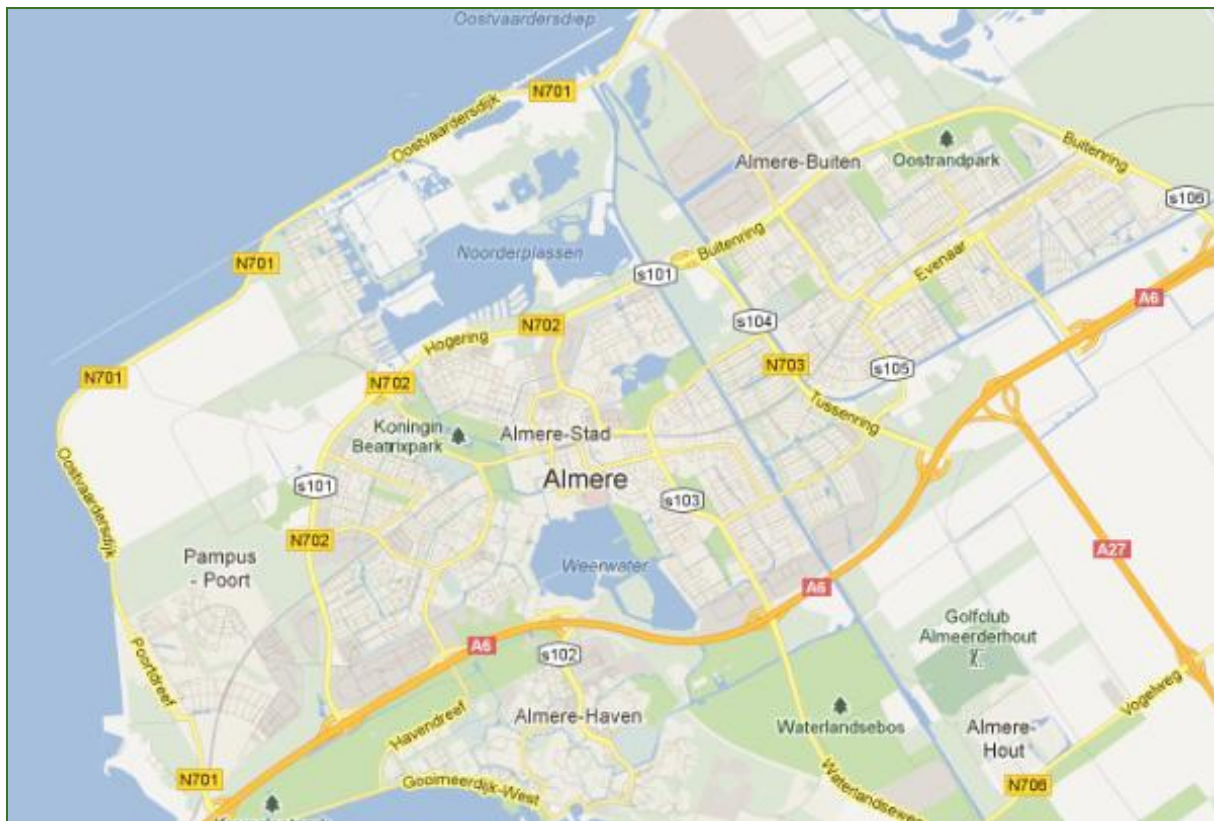 Oostvaardersdiep
N701
Oostvaardersdijk
Almere-Buiten
Oostrandpark
Buitenring
s106
Noorderplassen
Buitenring
N701
s101
Evenaar
A6
N702
s104
Hogering
N703
s105
N701
N702
Tussenring
Koningin
Beatrixpark
Almere-Stad
Almere
s101
s103
Oostvaardersdijk
N702
A27
Pampus
- Poort
Weerwater
A6
Golfclub
Almeerderhout
A6
s102
Poortdreef
Vogelweg
Havendreef
Almere-Haven
Waterlandsebos
Almere-
Hout
N701
Gooimeerdijk-West
N706